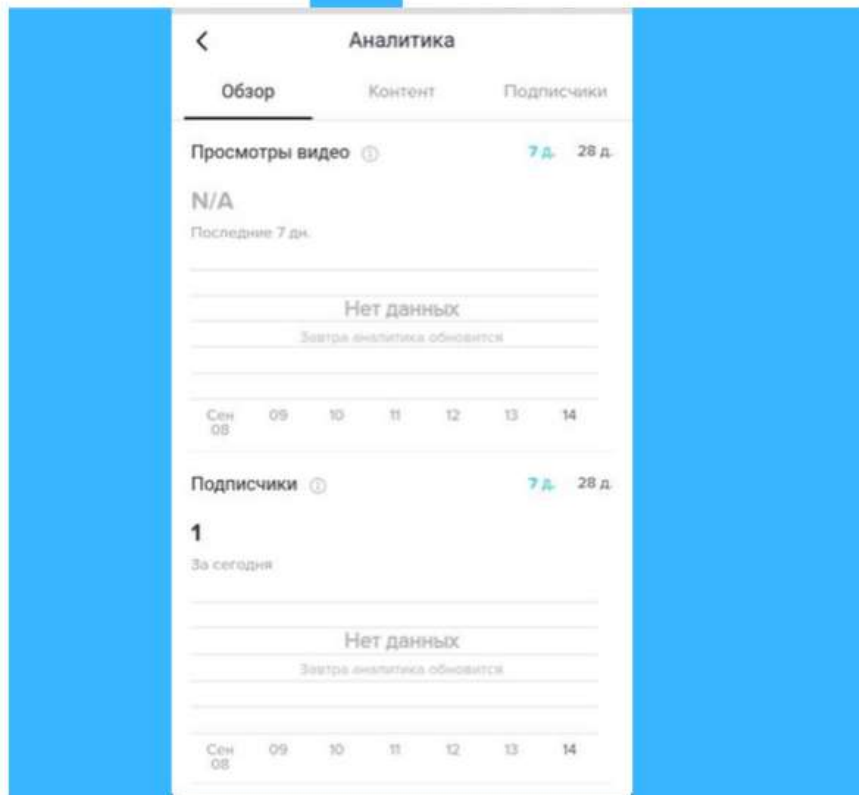 Аналитика
Обзор Контент Подписчики
Просмотры видео 7 д. 28 д.
N/A
Последние 7 дн.
Нет данных
Завтра аналитика обновится
Сен 09 10 11 12 13 14
08
Подписчики 7 д. 28 д.
1
За сегодня
Нет данных
Завтра аналитика обновится
Сен 09 10 11 12 13 14
08